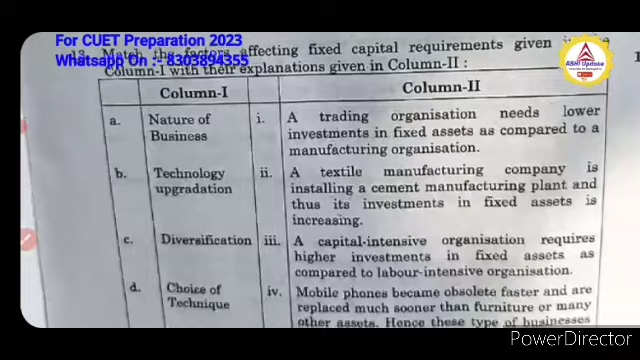 For CUET Preparation 2023
Whatsapp On :- 8303894355
13. Match the factors affecting fixed capital requirements given in the
Column-I with their explanations given in Column-II :
ABHI Update
Column-I
Column-II
a. Nature of Business
i. A trading organisation needs lower
investments in fixed assets as compared to a
manufacturing organisation.
b. Technology upgradation
ii. A textile manufacturing company is
installing a cement manufacturing plant and
thus its investments in fixed assets is
increasing.
c. Diversification
iii. A capital-intensive organisation requires
higher investments in fixed assets as
compared to labour-intensive organisation.
d. Choice of Technique
iv. Mobile phones became obsolete faster and are
replaced much sooner than furniture or many
other assets. Hence these type of businesses
PowerDirector